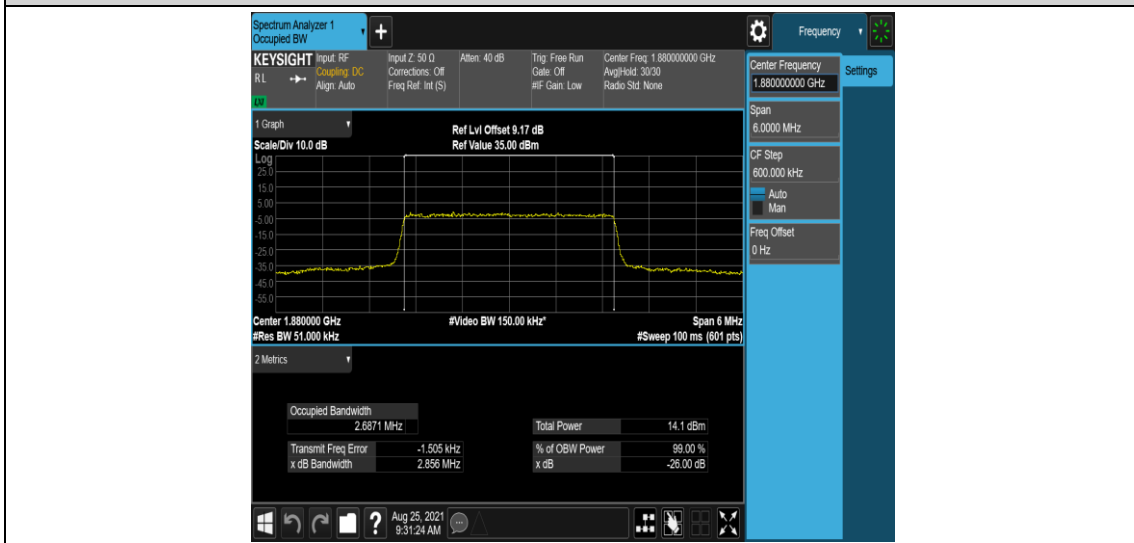 Spectrum Analyzer 1
Occupied BW
+
Frequency
KEYSIGHT
RL
Input: RF
Coupling: DC
Align: Auto
Input Z: 50 Ω
Corrections: Off
Freq Ref: Int (S)
Atten: 40 dB
Trig: Free Run
Gate: Off
#IF Gain: Low
Center Freq: 1.880000000 GHz
Avg|Hold: 30/30
Radio Std: None
Center Frequency
1.880000000 GHz
Settings
Span
6.0000 MHz
CF Step
600.000 kHz
Auto
Man
Freq Offset
0 Hz
1 Graph
Scale/Div 10.0 dB
Ref Lvl Offset 9.17 dB
Ref Value 35.00 dBm
Log
25.0
15.0
5.00
-5.00
-15.0
-25.0
-35.0
-45.0
-55.0
Center 1.880000 GHz
#Res BW 51.000 kHz
#Video BW 150.00 kHz*
Span 6 MHz
#Sweep 100 ms (601 pts)
2 Metrics
Occupied Bandwidth
2.6871 MHz
Transmit Freq Error -1.505 kHz
x dB Bandwidth 2.856 MHz
Total Power 14.1 dBm
% of OBW Power 99.00 %
x dB -26.00 dB
?
Aug 25, 2021
9:31:24 AM